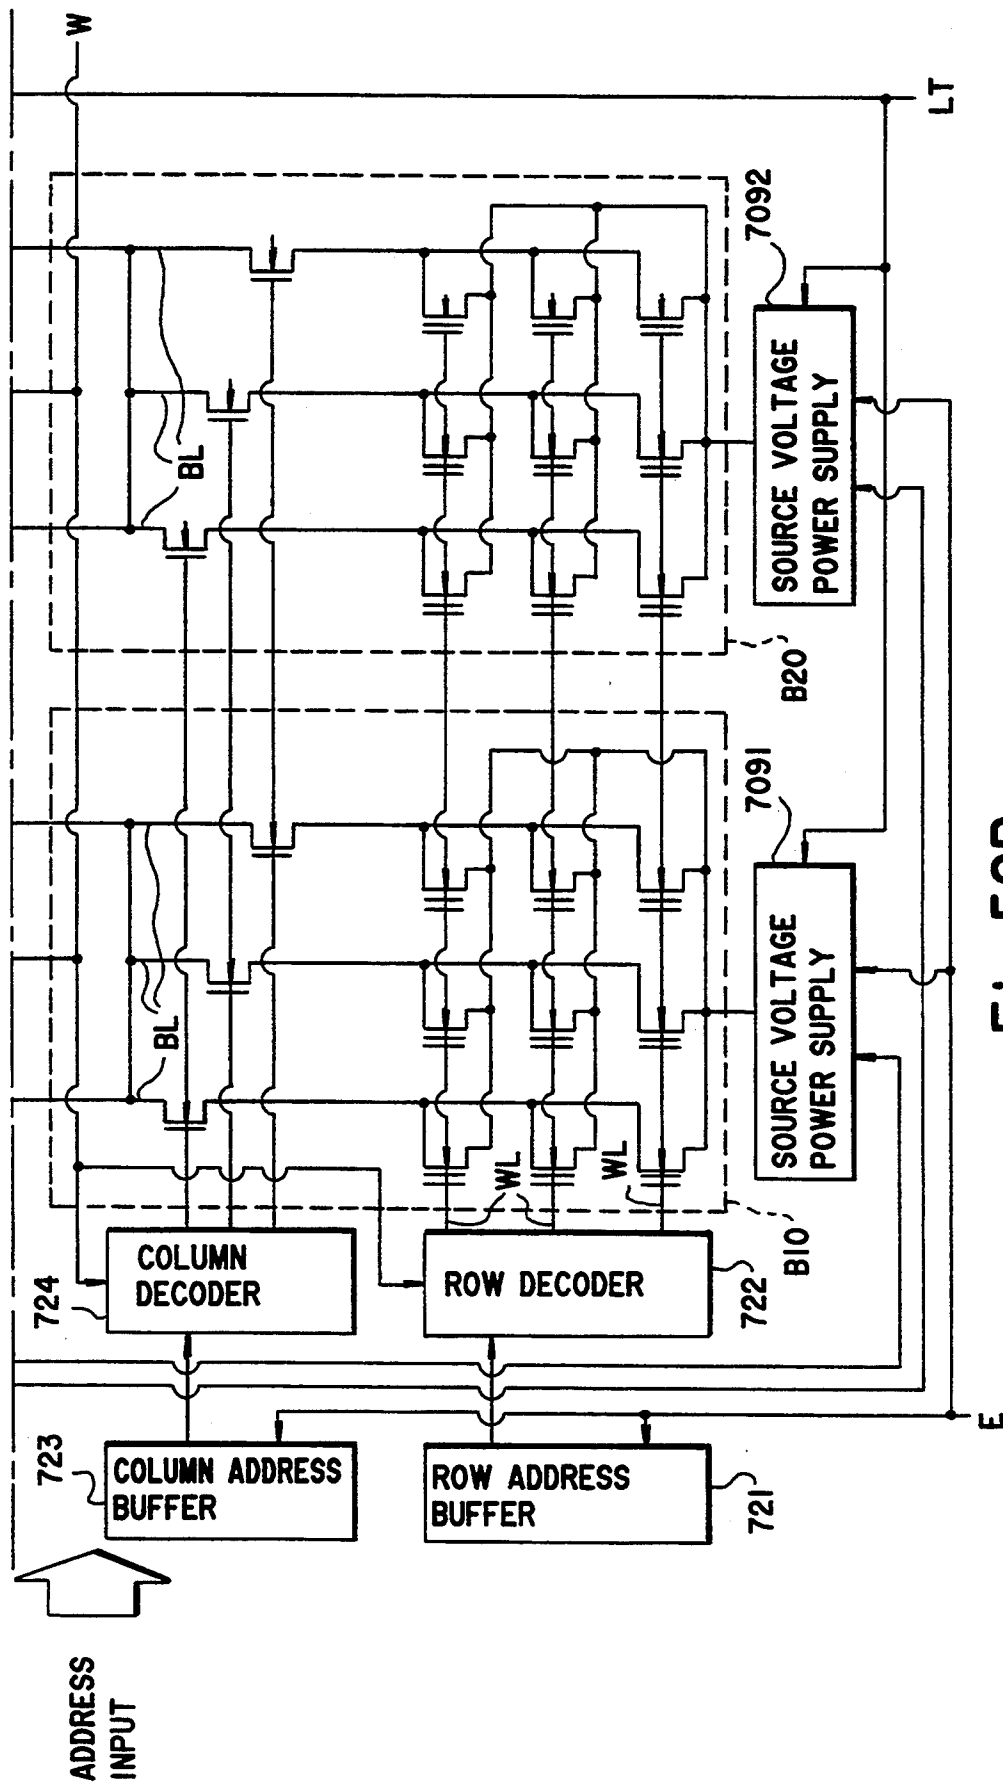 ADDRESS
INPUT
723
COLUMN ADDRESS
BUFFER
ROW ADDRESS
BUFFER
721
E
724
COLUMN
DECODER
ROW DECODER
722
WL
WL
BL
BL
B10
SOURCE VOLTAGE
POWER SUPPLY
7091
B20
SOURCE VOLTAGE
POWER SUPPLY
7092
W
LT